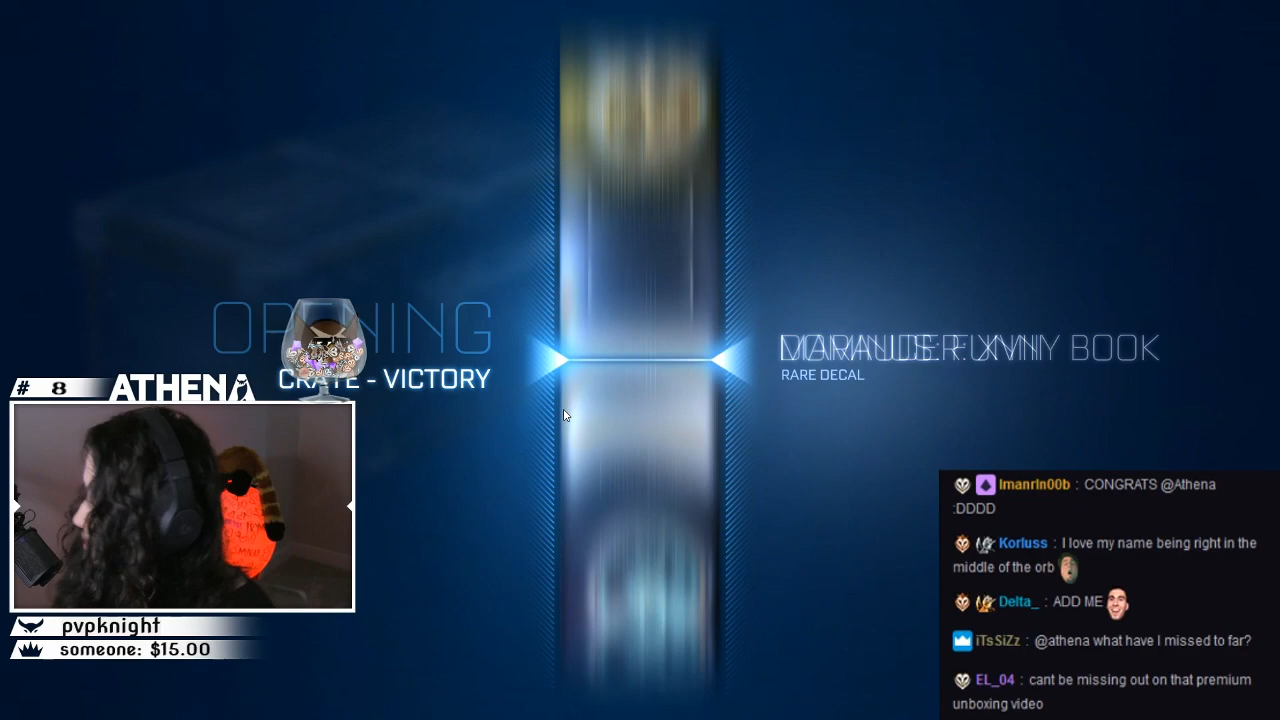 OPENING
CRATE - VICTORY
RARE DECAL
# 8 ATHENA
pvpknight
someone: $15.00
ImanrIn00b : CONGRATS @Athena
:DDDD
Korluss : I love my name being right in the
middle of the orb
Delta_ : ADD ME
iTsSiZz : @athena what have I missed to far?
EL_04 : cant be missing out on that premium
unboxing video